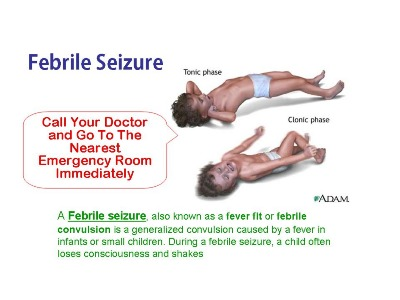 Febrile Seizure
Tonic phase
Call Your Doctor
and Go To The
Nearest
Emergency Room
Immediately
Clonic phase
ADAM.
A Febrile seizure, also known as a fever fit or febrile
convulsion is a generalized convulsion caused by a fever in
infants or small children. During a febrile seizure, a child often
loses consciousness and shakes